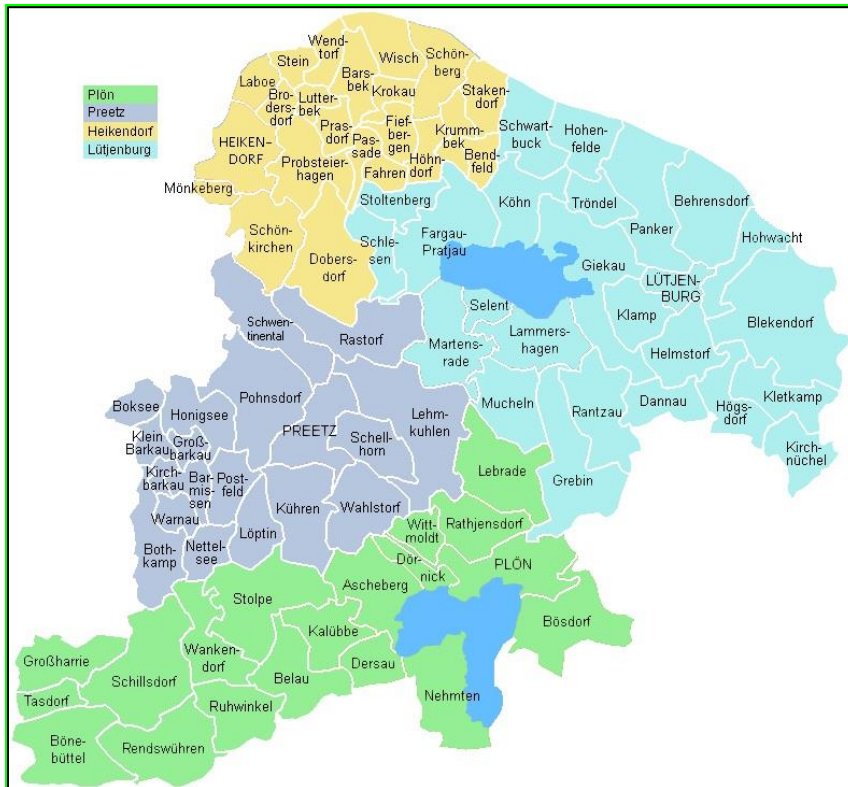 Plön
Preetz
Heikendorf
Lütjenburg
Wend-
torf
Stein
Wisch
Schön-
berg
Laboe
Bro-
ders-
dorf
Lutter-
bek
Bars-
bek
Krokau
Staken-
dorf
HEIKEN-
DORF
Pras-
dorf
Pas-
sade
Fief-
ber-
gen
Krumm-
bek
Schwart-
buck
Hohen-
felde
Probsteier-
hagen
Fahren
Höhn-
dorf
Bend-
feld
Mönkeberg
Stoltenberg
Köhn
Tröndel
Behrensdorf
Schön-
kirchen
Schle-
sen
Fargau-
Pratjau
Panker
Hohwacht
Dobers-
dorf
Giekau
LÜTJEN-
BURG
Schwen-
tinental
Rastorf
Selent
Klamp
Blekendorf
Martens-
rade
Lammers-
hagen
Helmstorf
Boksee
Honigsee
Pohnsdorf
PREETZ
Lehm-
kuhlen
Mucheln
Rantzau
Dannau
Högs-
dorf
Kletkamp
Klein
Barkau
Groß-
barkau
Schell-
horn
Kirch-
nüchel
Kirch-
barkau
Bar-
mis-
sen
Post-
feld
Lebrade
Grebin
Warnau
Kühren
Wahlstorf
Both-
kamp
Nettel-
see
Löptin
Witt-
moldt
Rathjensdorf
Dör-
nick
PLÖN
Ascheberg
Stolpe
Bösdorf
Kalübbe
Großharrie
Wanken-
dorf
Dersau
Schillsdorf
Belau
Tasdorf
Ruhwinkel
Nehmten
Böne-
büttel
Rendswühren